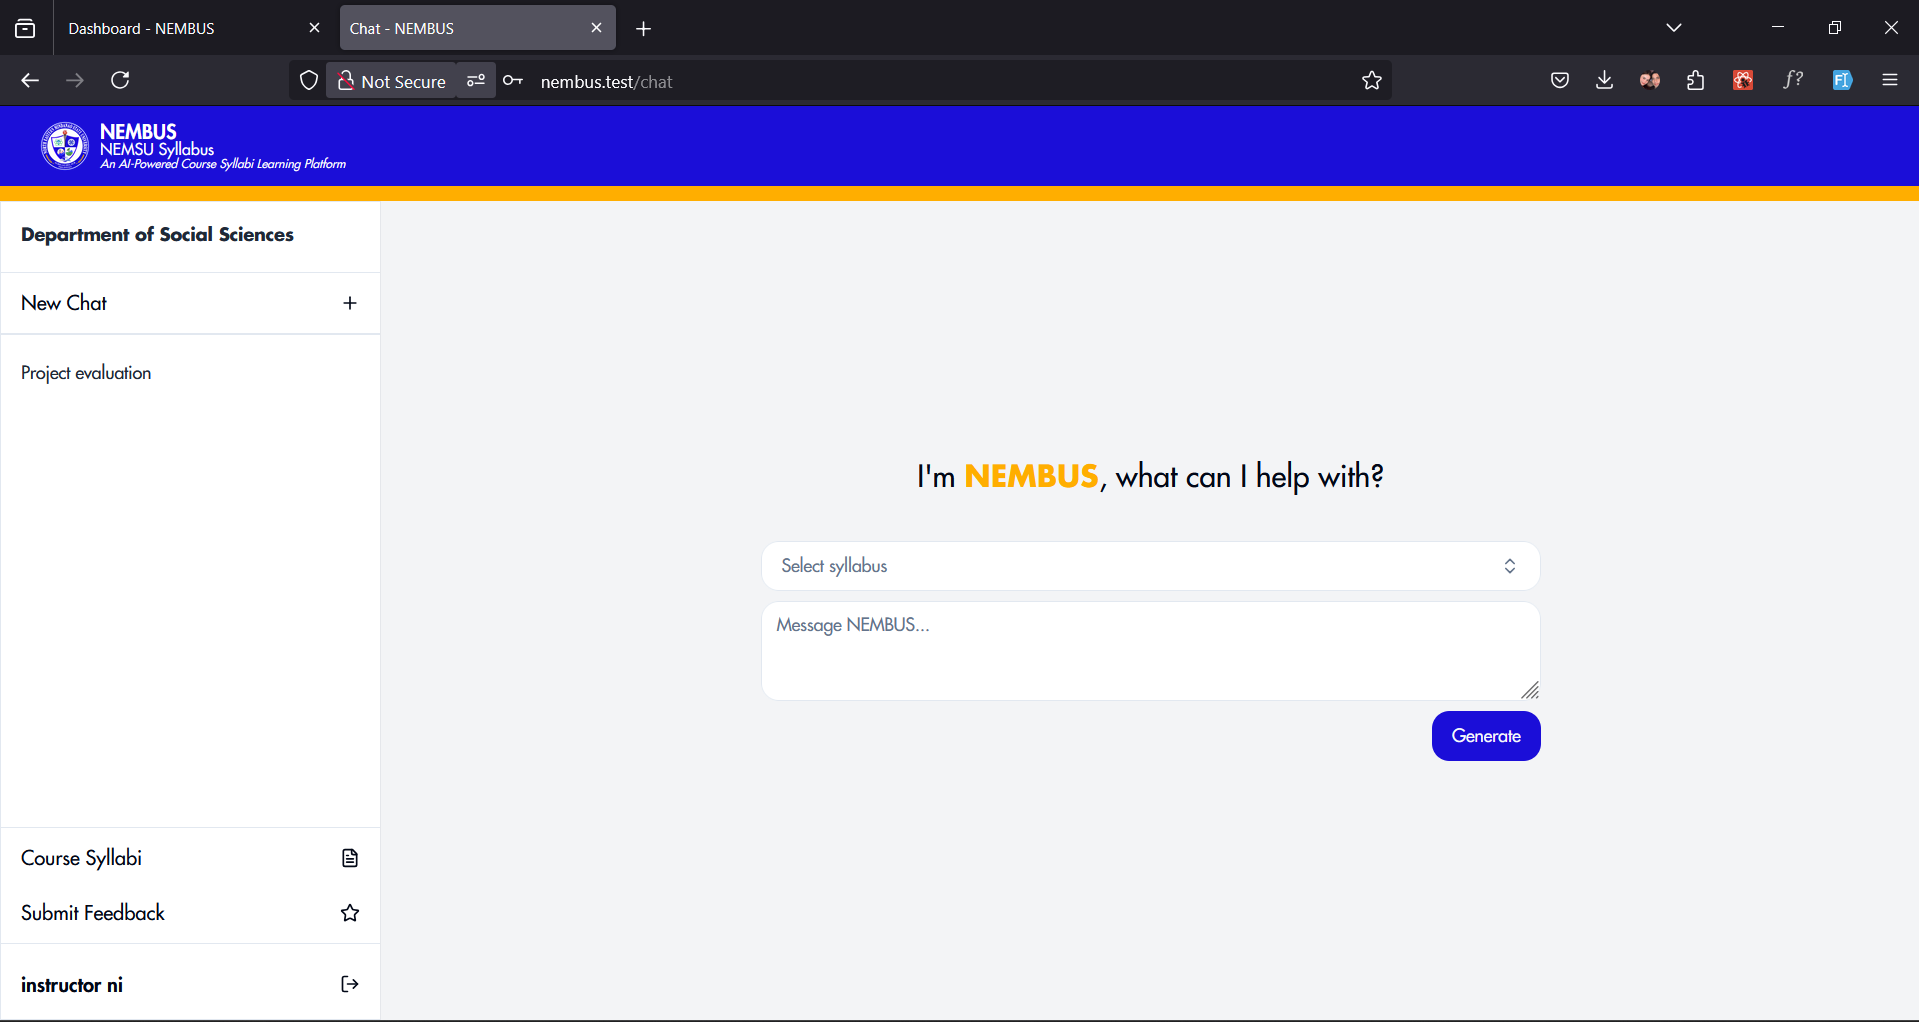 Dashboard - NEMBUS
Chat - NEMBUS
Not Secure
nembus.test/chat
NEMBUS
NEMSU Syllabus
An AI-Powered Course Syllabi Learning Platform
Department of Social Sciences
New Chat
Project evaluation
Course Syllabi
Submit Feedback
instructor ni
I'm NEMBUS, what can I help with?
Select syllabus
Message NEMBUS...
Generate